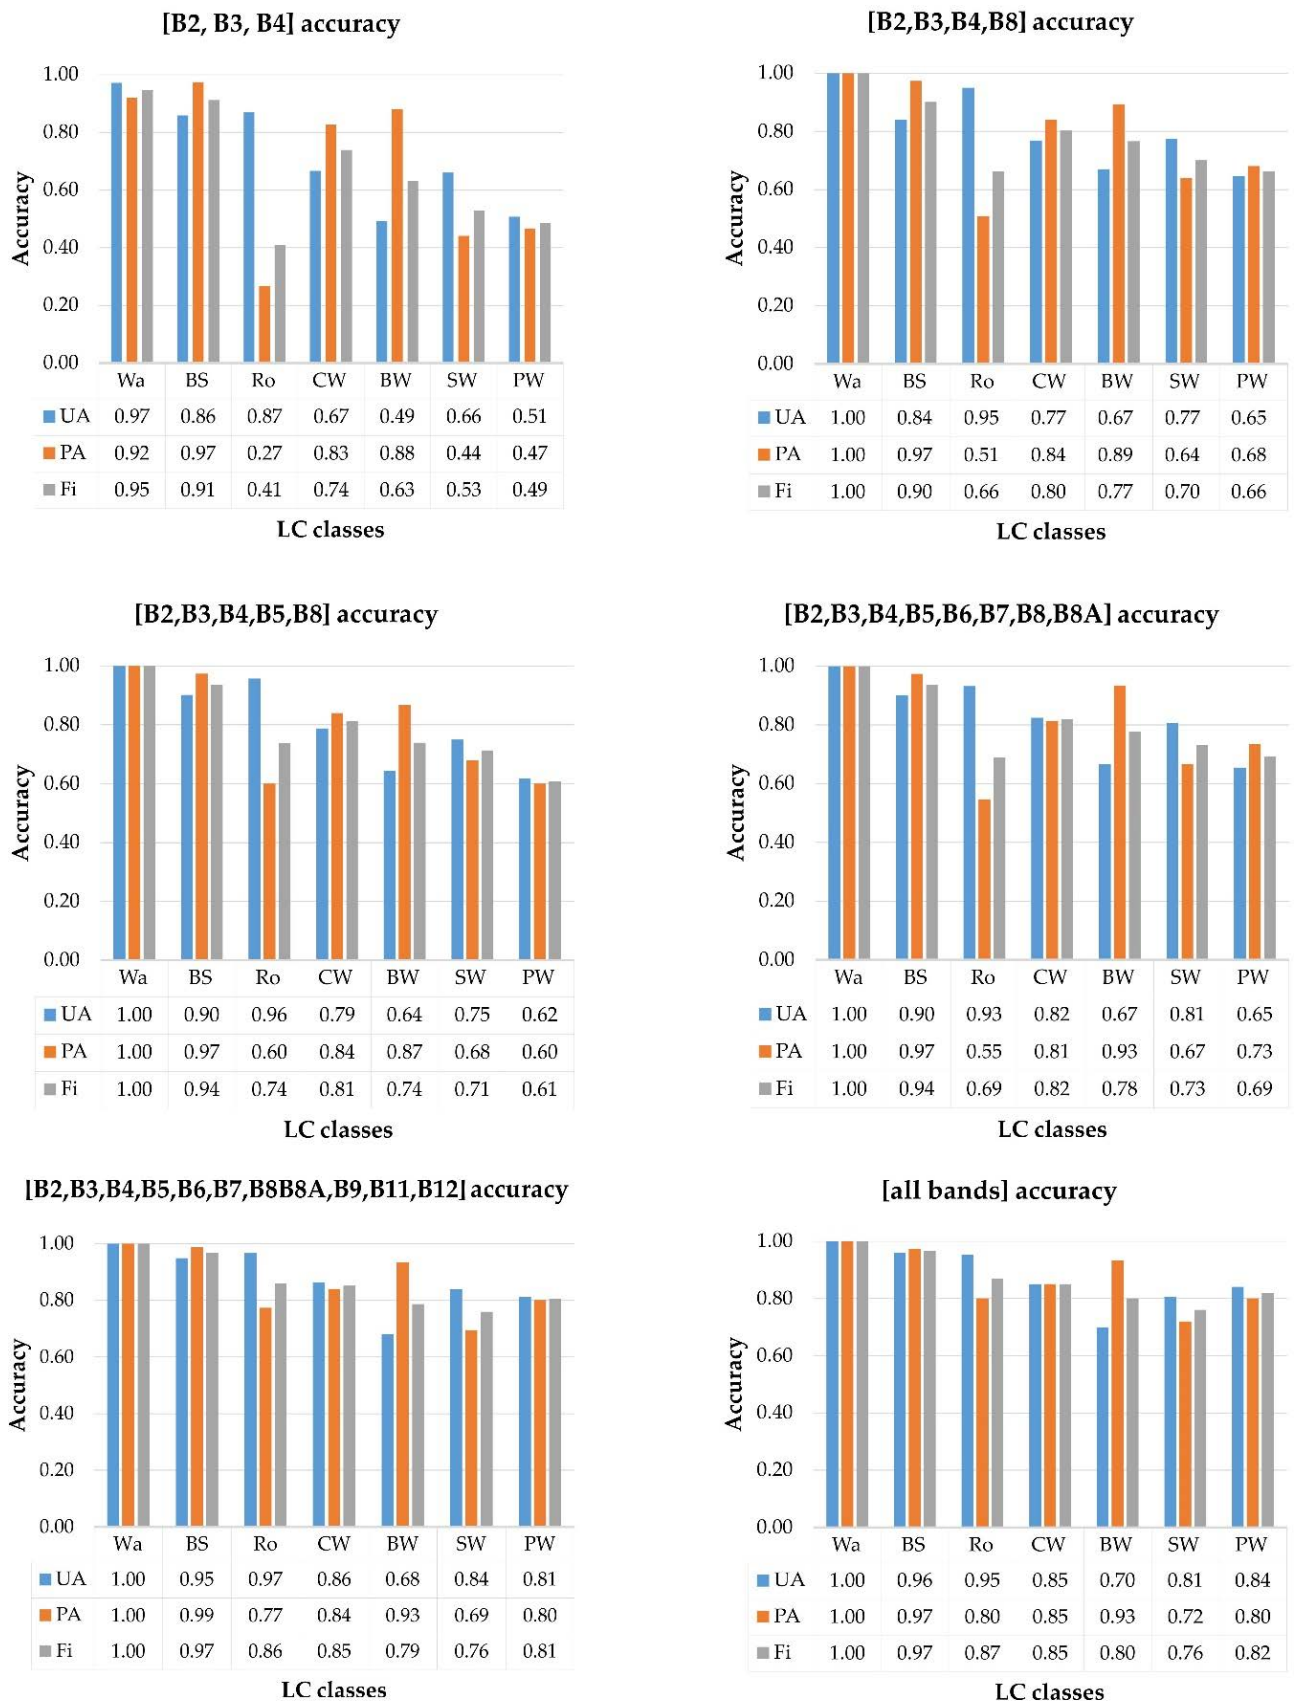 [B2, B3, B4] accuracy
1.00
0.80
0.60
0.40
0.20
0.00
Accuracy
Wa BS Ro CW BW SW PW
UA 0.97 0.86 0.87 0.67 0.49 0.66 0.51
PA 0.92 0.97 0.27 0.83 0.88 0.44 0.47
Fi 0.95 0.91 0.41 0.74 0.63 0.53 0.49
LC classes
[B2,B3,B4,B8] accuracy
1.00
0.80
0.60
0.40
0.20
0.00
Accuracy
Wa BS Ro CW BW SW PW
UA 1.00 0.84 0.95 0.77 0.67 0.77 0.65
PA 1.00 0.97 0.51 0.84 0.89 0.64 0.68
Fi 1.00 0.90 0.66 0.80 0.77 0.70 0.66
LC classes
[B2,B3,B4,B5,B8] accuracy
1.00
0.80
0.60
0.40
0.20
0.00
Accuracy
Wa BS Ro CW BW SW PW
UA 1.00 0.90 0.96 0.79 0.64 0.75 0.62
PA 1.00 0.97 0.60 0.84 0.87 0.68 0.60
Fi 1.00 0.94 0.74 0.81 0.74 0.71 0.61
LC classes
[B2,B3,B4,B5,B6,B7,B8,B8A] accuracy
1.00
0.80
0.60
0.40
0.20
0.00
Accuracy
Wa BS Ro CW BW SW PW
UA 1.00 0.90 0.93 0.82 0.67 0.81 0.65
PA 1.00 0.97 0.55 0.81 0.93 0.67 0.73
Fi 1.00 0.94 0.69 0.82 0.78 0.73 0.69
LC classes
[B2,B3,B4,B5,B6,B7,B8B8A,B9,B11,B12] accuracy
1.00
0.80
0.60
0.40
0.20
0.00
Accuracy
Wa BS Ro CW BW SW PW
UA 1.00 0.95 0.97 0.86 0.68 0.84 0.81
PA 1.00 0.99 0.77 0.84 0.93 0.69 0.80
Fi 1.00 0.97 0.86 0.85 0.79 0.76 0.81
LC classes
[all bands] accuracy
1.00
0.80
0.60
0.40
0.20
0.00
Accuracy
Wa BS Ro CW BW SW PW
UA 1.00 0.96 0.95 0.85 0.70 0.81 0.84
PA 1.00 0.97 0.80 0.85 0.93 0.72 0.80
Fi 1.00 0.97 0.87 0.85 0.80 0.76 0.82
LC classes